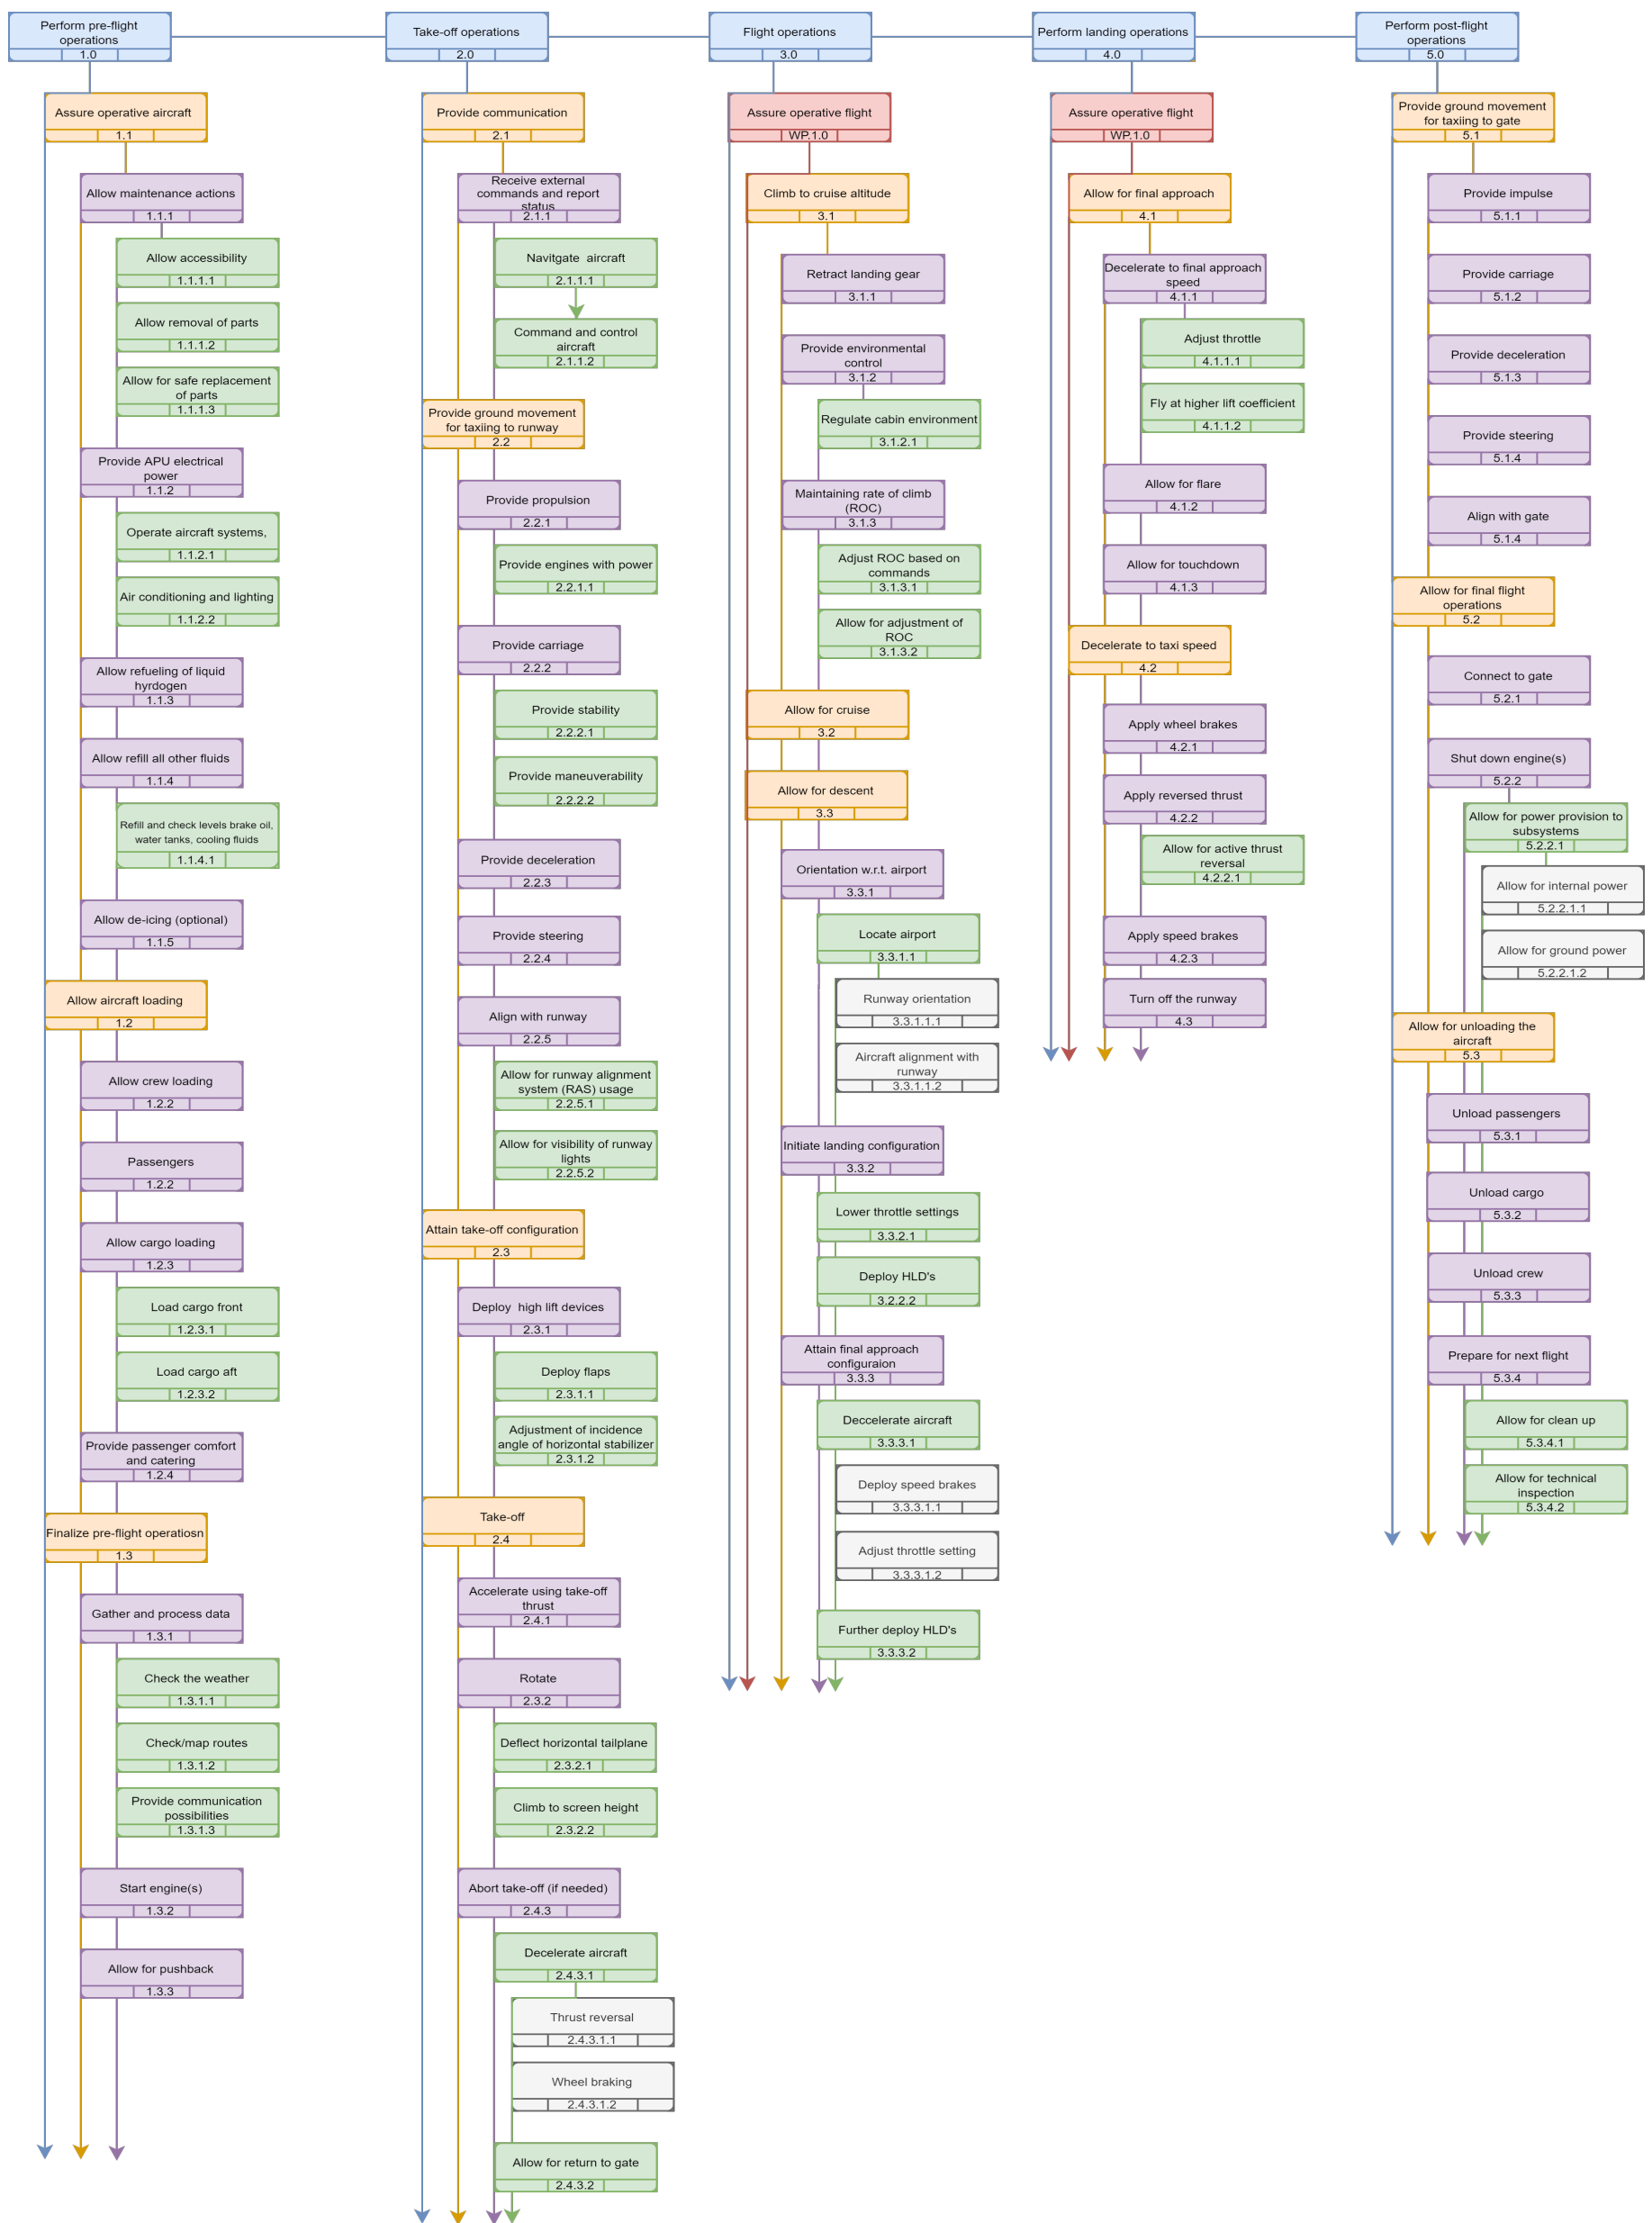 Perform pre-flight
operations
1.0
Assure operative aircraft
1.1
Allow maintenance actions
1.1.1
Allow accessibility
1.1.1.1
Allow removal of parts
1.1.1.2
Allow for safe replacement
of parts
1.1.1.3
Provide APU electrical
power
1.1.2
Operate aircraft systems,
1.1.2.1
Air conditioning and lighting
1.1.2.2
Allow refueling of liquid
hyrdogen
1.1.3
Allow refill all other fluids
1.1.4
Refill and check levels brake oil,
water tanks, cooling fluids
1.1.4.1
Allow de-icing (optional)
1.1.5
Allow aircraft loading
1.2
Allow crew loading
1.2.2
Passengers
1.2.2
Allow cargo loading
1.2.3
Load cargo front
1.2.3.1
Load cargo aft
1.2.3.2
Provide passenger comfort
and catering
1.2.4
Finalize pre-flight operatiosn
1.3
Gather and process data
1.3.1
Check the weather
1.3.1.1
Check/map routes
1.3.1.2
Provide communication
possibilities
1.3.1.3
Start engine(s)
1.3.2
Allow for pushback
1.3.3
Take-off operations
2.0
Provide communication
2.1
Receive external
commands and report
status
2.1.1
Navitgate aircraft
2.1.1.1
Command and control
aircraft
2.1.1.2
Provide ground movement
for taxiing to runway
2.2
Provide propulsion
2.2.1
Provide engines with power
2.2.1.1
Provide carriage
2.2.2
Provide stability
2.2.2.1
Provide maneuverability
2.2.2.2
Provide deceleration
2.2.3
Provide steering
2.2.4
Align with runway
2.2.5
Allow for runway alignment
system (RAS) usage
2.2.5.1
Allow for visibility of runway
lights
2.2.5.2
Attain take-off configuration
2.3
Deploy high lift devices
2.3.1
Deploy flaps
2.3.1.1
Adjustment of incidence
angle of horizontal stabilizer
2.3.1.2
Take-off
2.4
Accelerate using take-off
thrust
2.4.1
Rotate
2.3.2
Deflect horizontal tailplane
2.3.2.1
Climb to screen height
2.3.2.2
Abort take-off (if needed)
2.4.3
Decelerate aircraft
2.4.3.1
Thrust reversal
2.4.3.1.1
Wheel braking
2.4.3.1.2
Allow for return to gate
2.4.3.2
Flight operations
3.0
Assure operative flight
WP.1.0
Climb to cruise altitude
3.1
Retract landing gear
3.1.1
Provide environmental
control
3.1.2
Regulate cabin environment
3.1.2.1
Maintaining rate of climb
(ROC)
3.1.3
Adjust ROC based on
commands
3.1.3.1
Allow for adjustment of
ROC
3.1.3.2
Allow for cruise
3.2
Allow for descent
3.3
Orientation w.r.t. airport
3.3.1
Locate airport
3.3.1.1
Runway orientation
3.3.1.1.1
Aircraft alignment with
runway
3.3.1.1.2
Initiate landing configuration
3.3.2
Lower throttle settings
3.3.2.1
Deploy HLD's
3.2.2.2
Attain final approach
configuraion
3.3.3
Deccelerate aircraft
3.3.3.1
Deploy speed brakes
3.3.3.1.1
Adjust throttle setting
3.3.3.1.2
Further deploy HLD's
3.3.3.2
Perform landing operations
4.0
Assure operative flight
WP.1.0
Allow for final approach
4.1
Decelerate to final approach
speed
4.1.1
Adjust throttle
4.1.1.1
Fly at higher lift coefficient
4.1.1.2
Allow for flare
4.1.2
Allow for touchdown
4.1.3
Decelerate to taxi speed
4.2
Apply wheel brakes
4.2.1
Apply reversed thrust
4.2.2
Allow for active thrust
reversal
4.2.2.1
Apply speed brakes
4.2.3
Turn off the runway
4.3
Perform post-flight
operations
5.0
Provide ground movement
for taxiing to gate
5.1
Provide impulse
5.1.1
Provide carriage
5.1.2
Provide deceleration
5.1.3
Provide steering
5.1.4
Align with gate
5.1.4
Allow for final flight
operations
5.2
Connect to gate
5.2.1
Shut down engine(s)
5.2.2
Allow for power provision to
subsystems
5.2.2.1
Allow for internal power
5.2.2.1.1
Allow for ground power
5.2.2.1.2
Allow for unloading the
aircraft
5.3
Unload passengers
5.3.1
Unload cargo
5.3.2
Unload crew
5.3.3
Prepare for next flight
5.3.4
Allow for clean up
5.3.4.1
Allow for technical
inspection
5.3.4.2